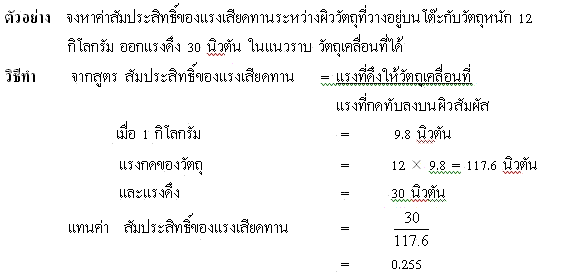 ตัวอย่าง จงหาค่าสัมประสิทธิ์ของแรงเสียดทานระหว่างผิววัตถุที่วางอยู่บนโต๊ะกับวัตถุหนัก 12
กิโลกรัม ออกแรงดึง 30 นิวตัน ในแนวราบ วัตถุเคลื่อนที่ได้
วิธีทำ จากสูตร สัมประสิทธิ์ของแรงเสียดทาน = แรงที่ดึงให้วัตถุเคลื่อนที่
แรงที่กดทับลงบนผิวสัมผัส
เมื่อ 1 กิโลกรัม = 9.8 นิวตัน
แรงกดของวัตถุ = 12 × 9.8 = 117.6 นิวตัน
และแรงดึง = 30 นิวตัน
แทนค่า สัมประสิทธิ์ของแรงเสียดทาน = 30
117.6
= 0.255